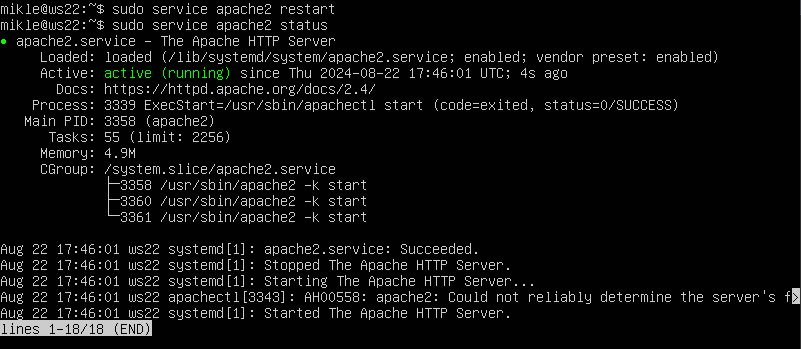 mikle@ws22:~$ sudo service apache2 restart
mikle@ws22:~$ sudo service apache2 status
● apache2.service - The Apache HTTP Server
     Loaded: loaded (/lib/systemd/system/apache2.service; enabled; vendor preset: enabled)
     Active: active (running) since Thu 2024-08-22 17:46:01 UTC; 4s ago
       Docs: https://httpd.apache.org/docs/2.4/
    Process: 3339 ExecStart=/usr/sbin/apachectl start (code=exited, status=0/SUCCESS)
   Main PID: 3358 (apache2)
      Tasks: 55 (limit: 2256)
     Memory: 4.9M
     CGroup: /system.slice/apache2.service
             ├─3358 /usr/sbin/apache2 -k start
             ├─3360 /usr/sbin/apache2 -k start
             └─3361 /usr/sbin/apache2 -k start

Aug 22 17:46:01 ws22 systemd[1]: apache2.service: Succeeded.
Aug 22 17:46:01 ws22 systemd[1]: Stopped The Apache HTTP Server.
Aug 22 17:46:01 ws22 systemd[1]: Starting The Apache HTTP Server...
Aug 22 17:46:01 ws22 apachectl[3343]: AH00558: apache2: Could not reliably determine the server's f>
Aug 22 17:46:01 ws22 systemd[1]: Started The Apache HTTP Server.
lines 1-18/18 (END)